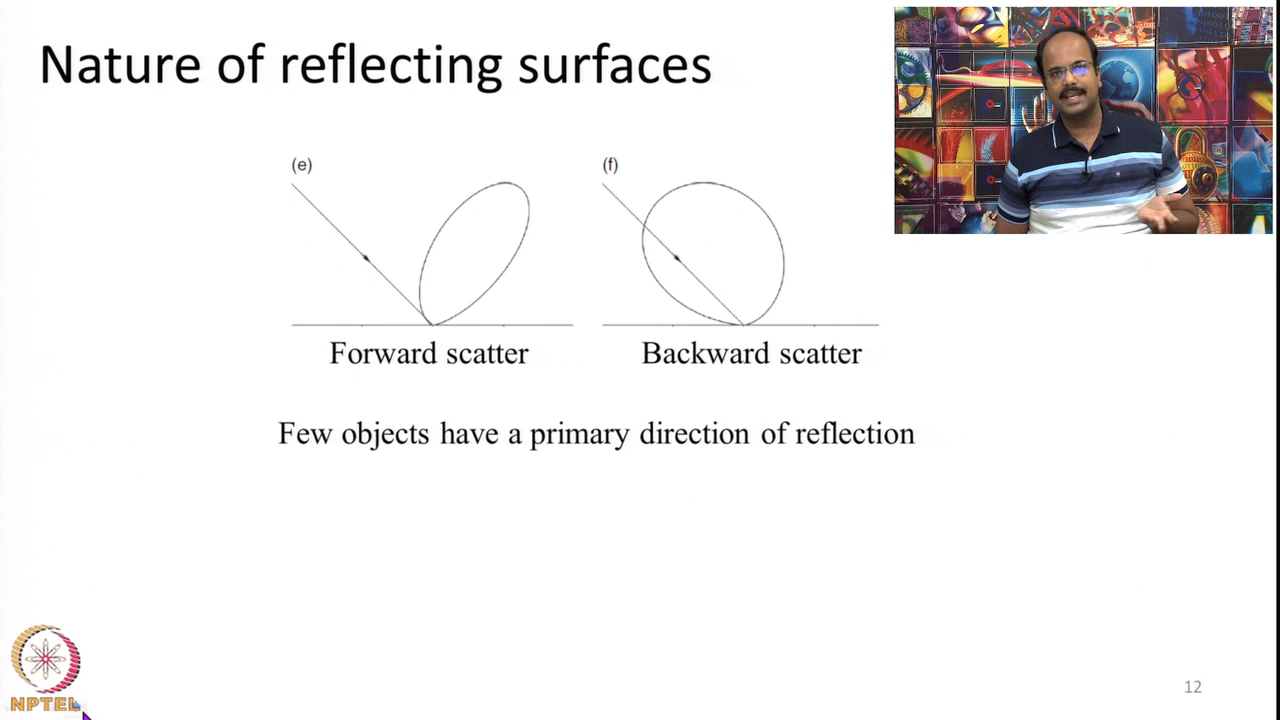 Nature of reflecting surfaces
(e)
(f)
Forward scatter
Backward scatter
Few objects have a primary direction of reflection
NPTEL
12